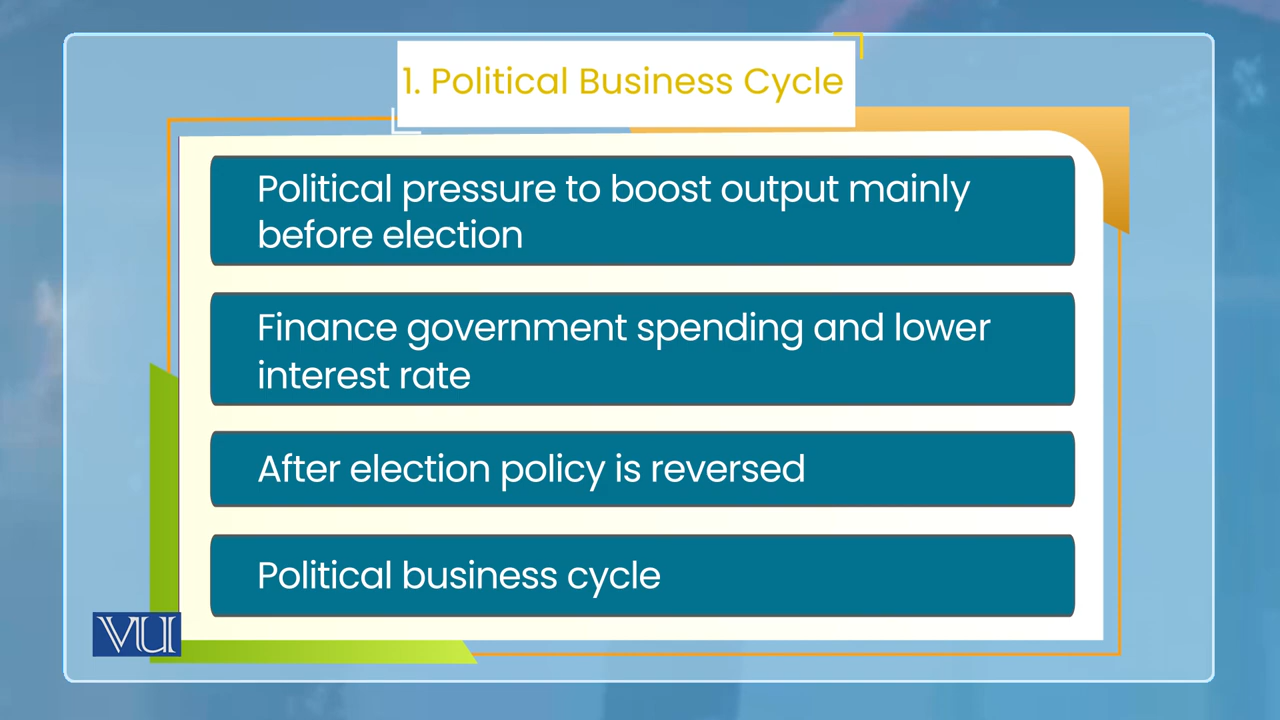 1. Political Business Cycle
Political pressure to boost output mainly
before election
Finance government spending and lower
interest rate
After election policy is reversed
Political business cycle
VU